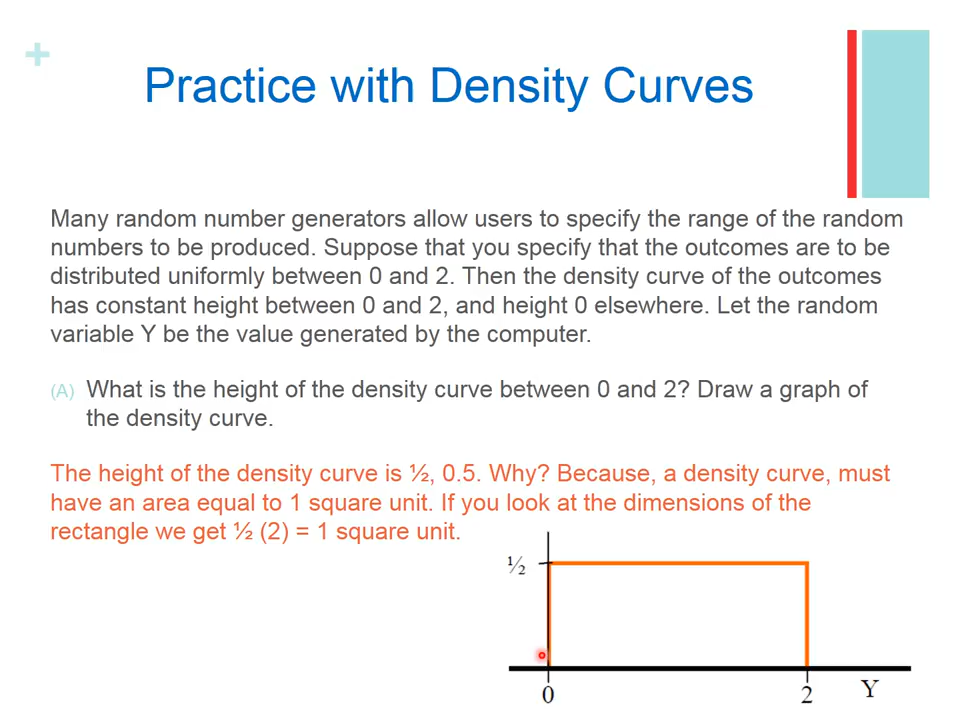 +
Practice with Density Curves
Many random number generators allow users to specify the range of the random
numbers to be produced. Suppose that you specify that the outcomes are to be
distributed uniformly between 0 and 2. Then the density curve of the outcomes
has constant height between 0 and 2, and height 0 elsewhere. Let the random
variable Y be the value generated by the computer.
(A) What is the height of the density curve between 0 and 2? Draw a graph of
the density curve.
The height of the density curve is ½, 0.5. Why? Because, a density curve, must
have an area equal to 1 square unit. If you look at the dimensions of the
rectangle we get ½ (2) = 1 square unit.
½
0 2 Y